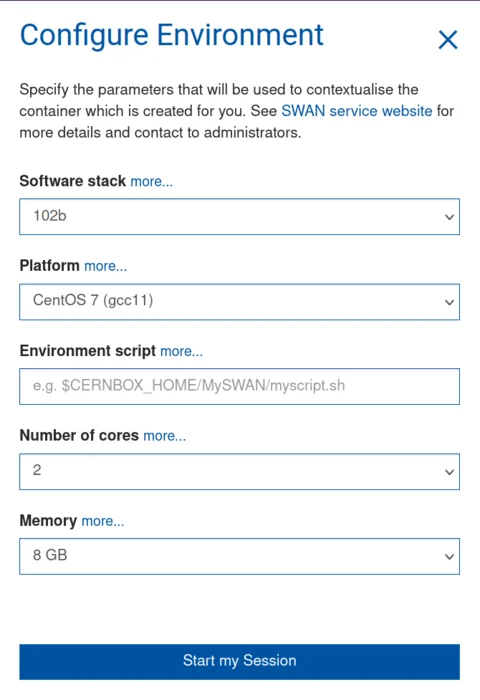 Configure Environment
Specify the parameters that will be used to contextualise the
container which is created for you. See SWAN service website for
more details and contact to administrators.
Software stack more...
102b
Platform more...
CentOS 7 (gcc11)
Environment script more...
e.g. $CERNBOX_HOME/MySWAN/myscript.sh
Number of cores more...
2
Memory more...
8 GB
Start my Session